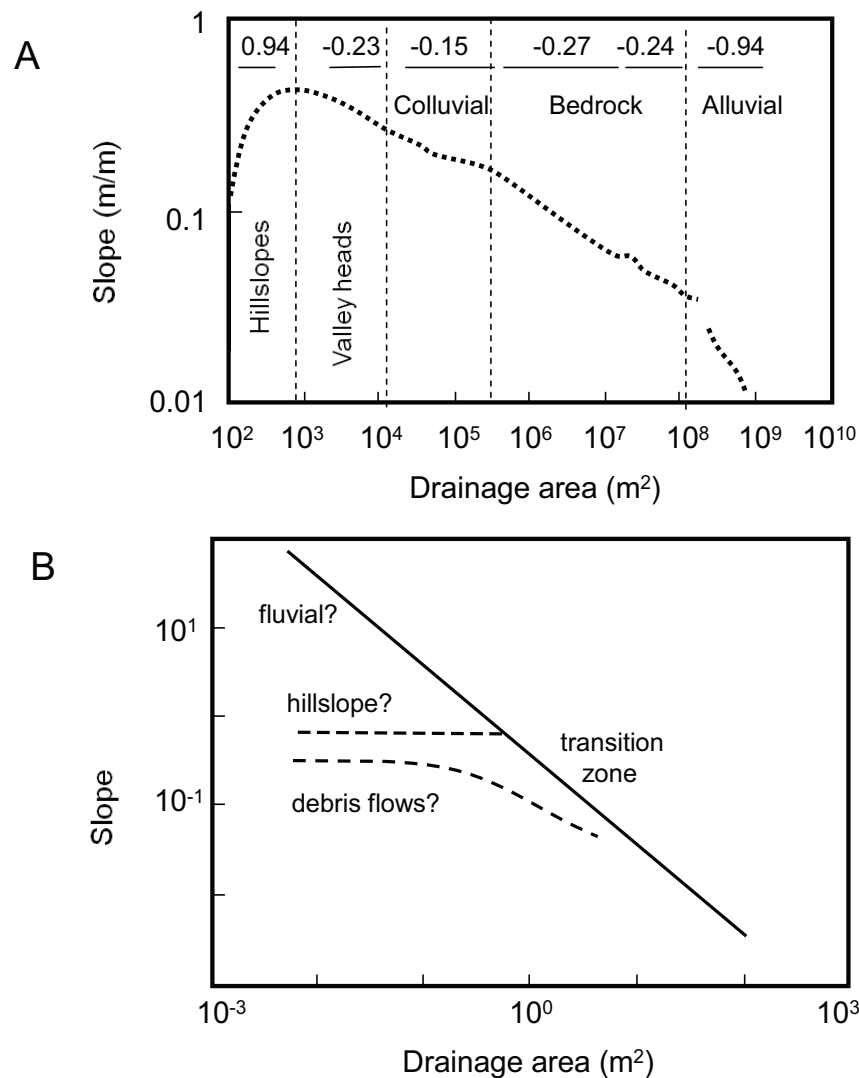 A
1
0.94 -0.23 -0.15 -0.27 -0.24 -0.94
Colluvial Bedrock Alluvial
Slope (m/m)
0.1
Hillslopes
Valley heads
0.01
10² 10³ 10⁴ 10⁵ 10⁶ 10⁷ 10⁸ 10⁹ 10¹⁰
Drainage area (m²)
B
fluvial?
10¹
hillslope?
transition
zone
10⁻¹
debris flows?
Slope
10⁻³ 10⁰ 10³
Drainage area (m²)